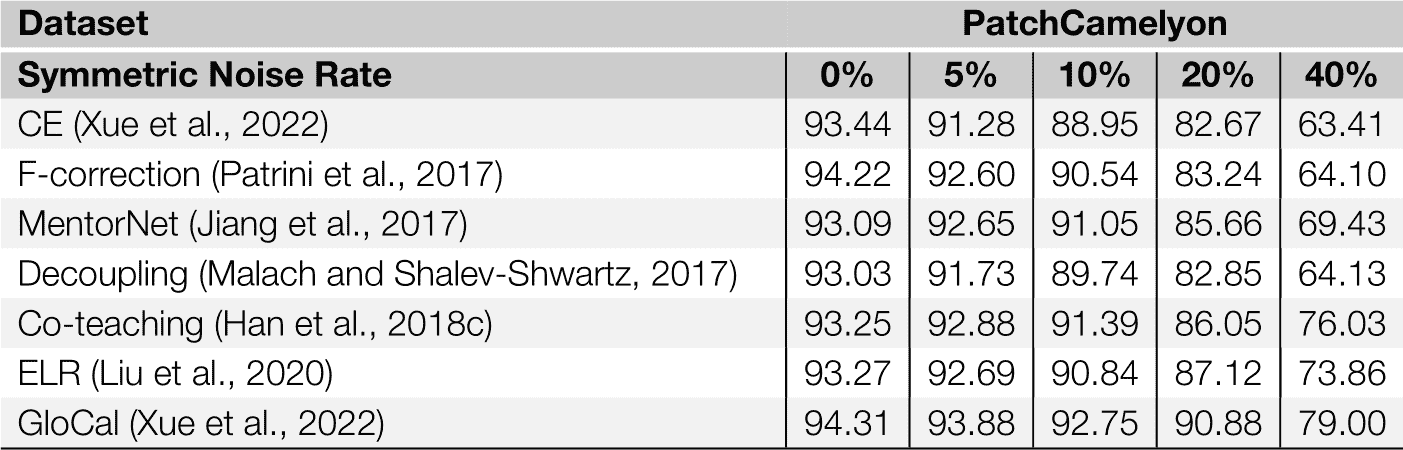 Dataset PatchCamelyon
Symmetric Noise Rate 0% 5% 10% 20% 40%
CE (Xue et al., 2022) 93.44 91.28 88.95 82.67 63.41
F-correction (Patrini et al., 2017) 94.22 92.60 90.54 83.24 64.10
MentorNet (Jiang et al., 2017) 93.09 92.65 91.05 85.66 69.43
Decoupling (Malach and Shalev-Shwartz, 2017) 93.03 91.73 89.74 82.85 64.13
Co-teaching (Han et al., 2018c) 93.25 92.88 91.39 86.05 76.03
ELR (Liu et al., 2020) 93.27 92.69 90.84 87.12 73.86
GloCal (Xue et al., 2022) 94.31 93.88 92.75 90.88 79.00